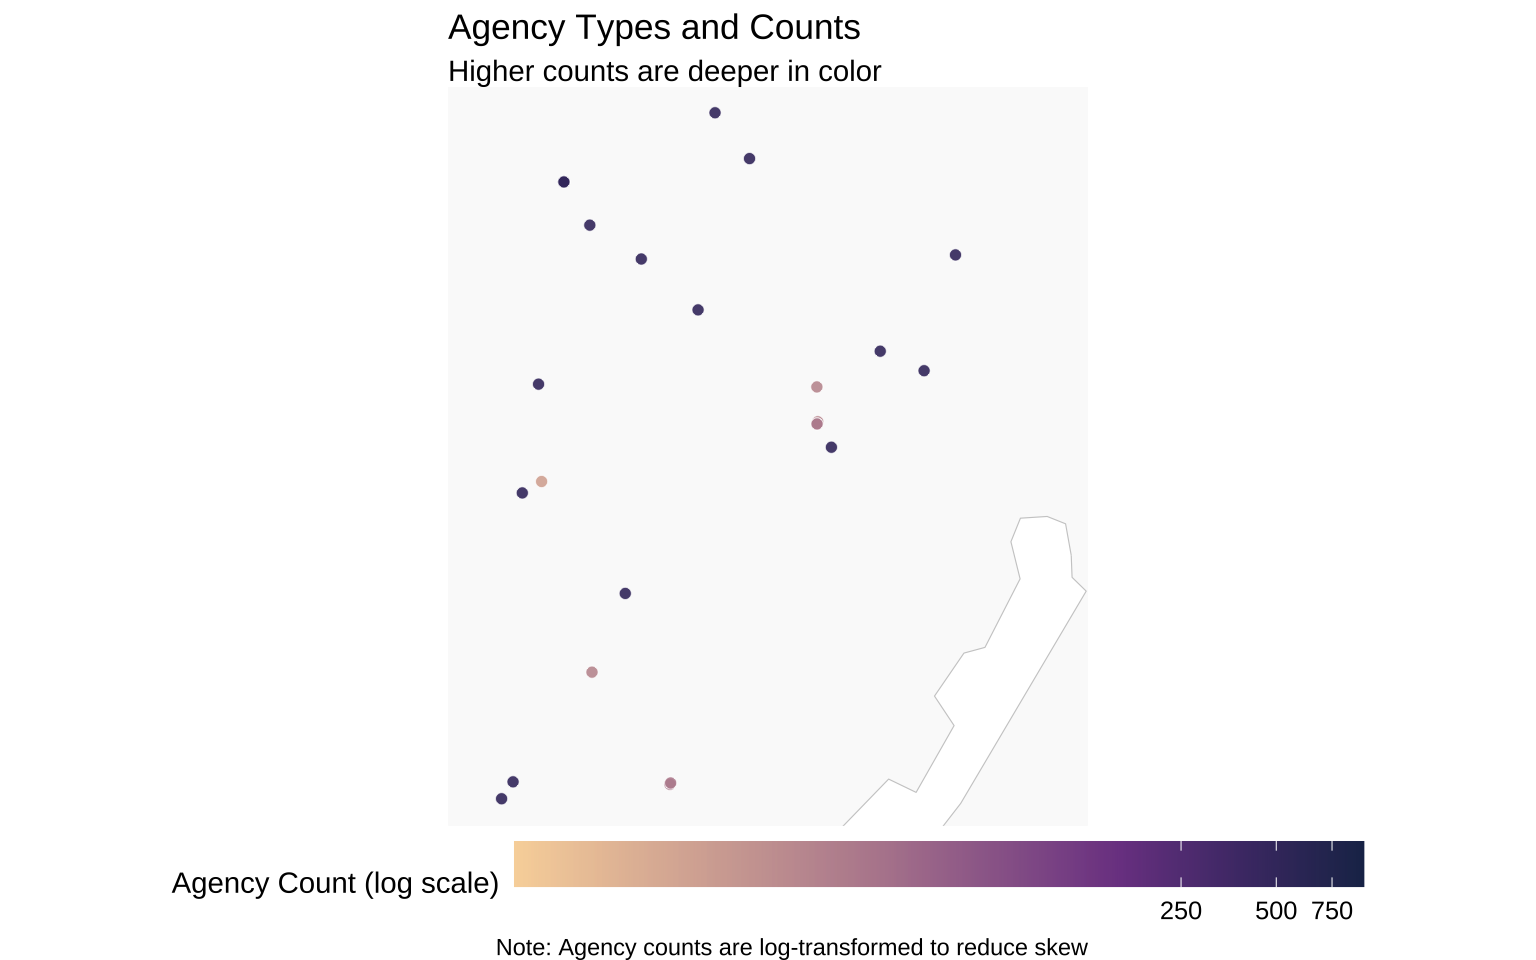 Agency Types and Counts
Higher counts are deeper in color
Agency Count (log scale)
250 500 750
Note: Agency counts are log-transformed to reduce skew